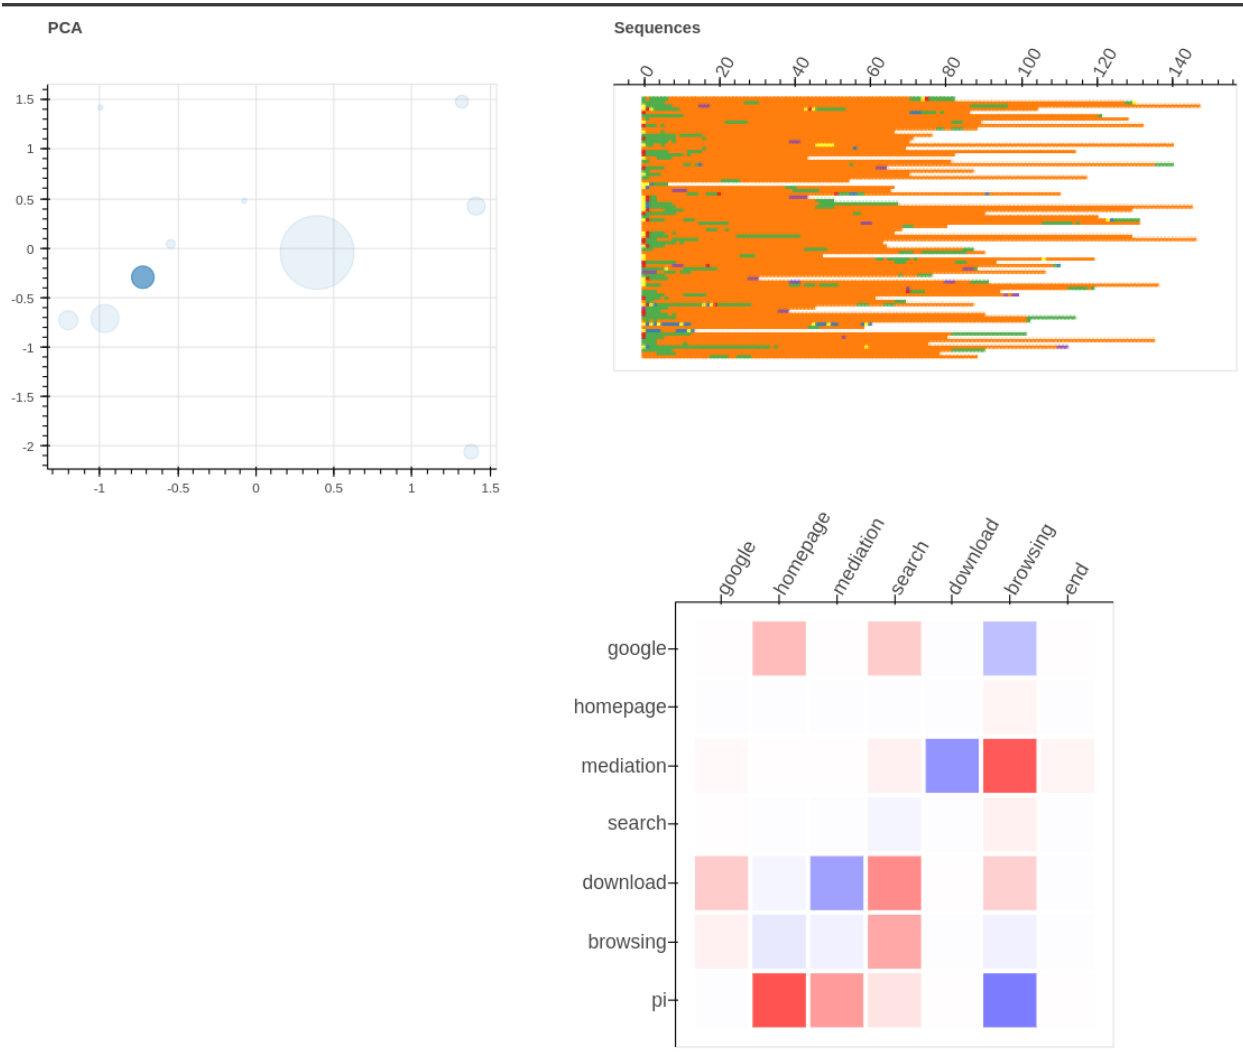 PCA
Sequences
0 20 40 60 80 100 120 140
1.5
1
0.5
0
-0.5
-1
-1.5
-2
-1 -0.5 0 0.5 1 1.5
google homepage mediation search download browsing end
google
homepage
mediation
search
download
browsing
pi